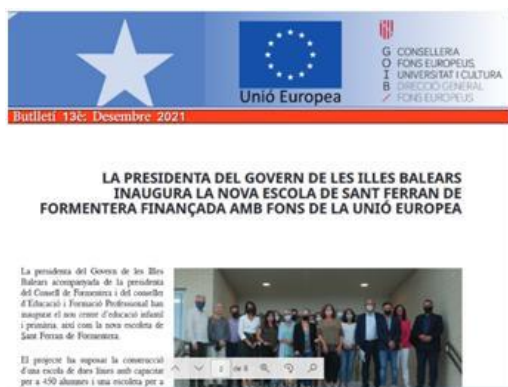 Unió Europea
G CONSELLERIA
O FONS EUROPEUS,
I UNIVERSITAT I CULTURA
B DIRECCIÓ GENERAL
/ FONS EUROPEUS
Butlletí 13è: Desembre 2021
LA PRESIDENTA DEL GOVERN DE LES ILLES BALEARS
INAUGURA LA NOVA ESCOLA DE SANT FERRAN DE
FORMENTERA FINANÇADA AMB FONS DE LA UNIÓ EUROPEA
La presidenta del Govern de les Illes
Balears acompanyada de la presidenta
del Consell de Formentera i del conseller
d'Educació i Formació Professional han
inaugurat el nou centre d'educació infantil
i primària, així com la nova escoleta de
Sant Ferran de Formentera.
El projecte ha suposat la construcció
d'una escola de dues línies amb capacitat
per a 450 alumnes i una escoleta per a
de 8